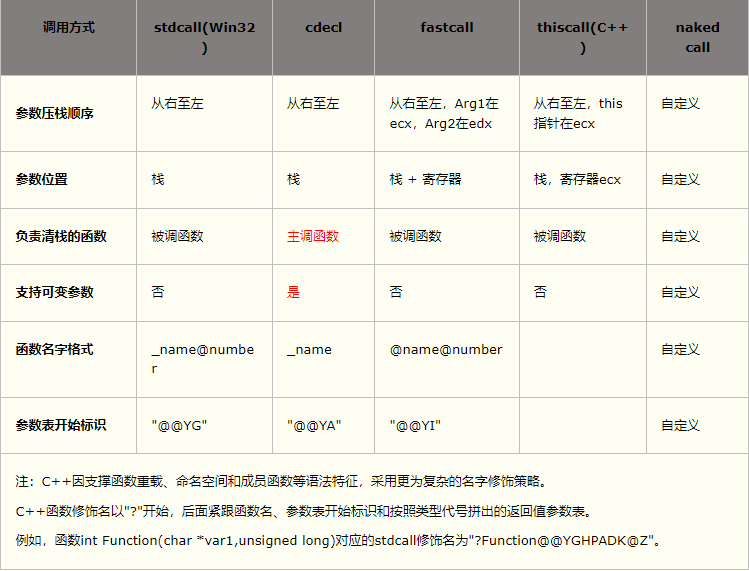 调用方式 stdcall(Win32) cdecl fastcall thiscall(C++) naked call
参数压栈顺序 从右至左 从右至左 从右至左，Arg1在ecx，Arg2在edx 从右至左，this指针在ecx 自定义
参数位置 栈 栈 栈 + 寄存器 栈，寄存器ecx 自定义
负责清栈的函数 被调函数 主调函数 被调函数 被调函数 自定义
支持可变参数 否 是 否 否 自定义
函数名字格式 _name@number _name @name@number 自定义
参数表开始标识 "@@YG" "@@YA" "@@YI" 自定义
注：C++因支撑函数重载、命名空间和成员函数等语法特征，采用更为复杂的名字修饰策略。
C++函数修饰名以"?"开始，后面紧跟函数名、参数表开始标识和按照类型代号拼出的返回值参数表。
例如，函数int Function(char *var1,unsigned long)对应的stdcall修饰名为"?Function@@YGHPADK@Z"。